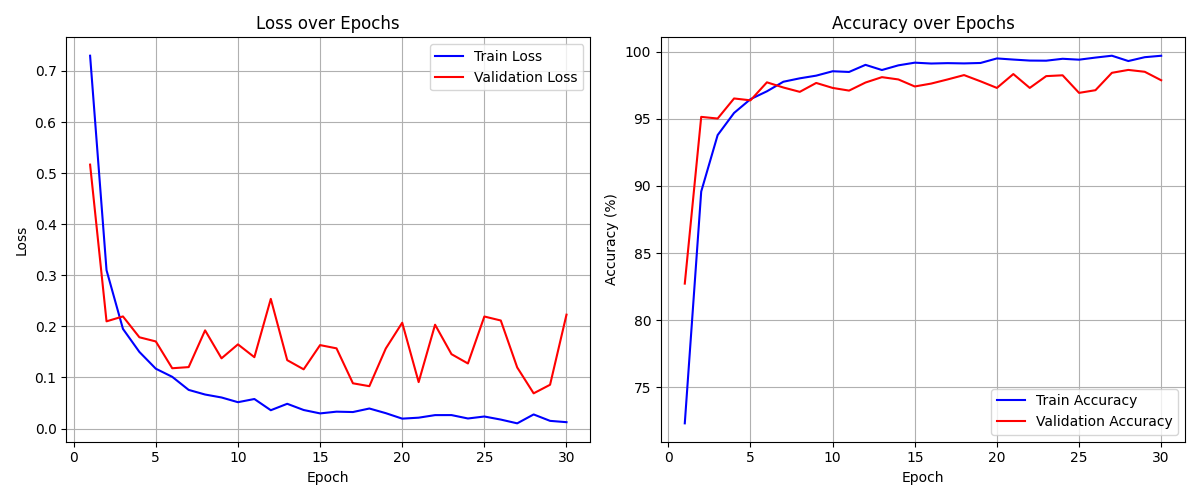 Loss over Epochs
Train Loss
Validation Loss
0.7
0.6
0.5
0.4
0.3
0.2
0.1
0.0
Loss
0 5 10 15 20 25 30
Epoch
Accuracy over Epochs
100
95
90
85
80
75
Accuracy (%)
Train Accuracy
Validation Accuracy
0 5 10 15 20 25 30
Epoch